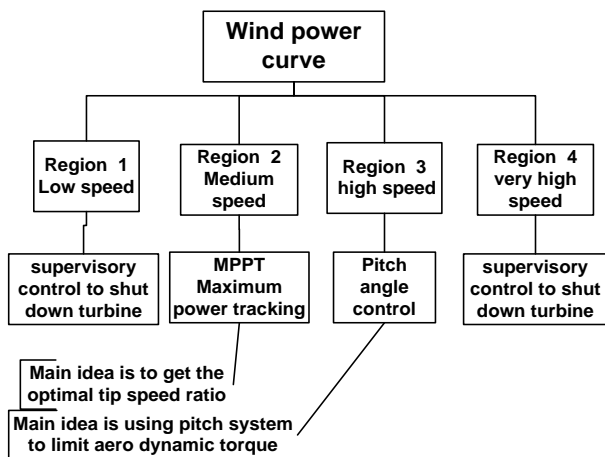 Wind power
curve
Region 1
Low speed
Region 2
Medium
speed
Region 3
high speed
Region 4
very high
speed
supervisory
control to shut
down turbine
MPPT
Maximum
power tracking
Pitch
angle
control
supervisory
control to shut
down turbine
Main idea is to get the
optimal tip speed ratio
Main idea is using pitch system
to limit aero dynamic torque